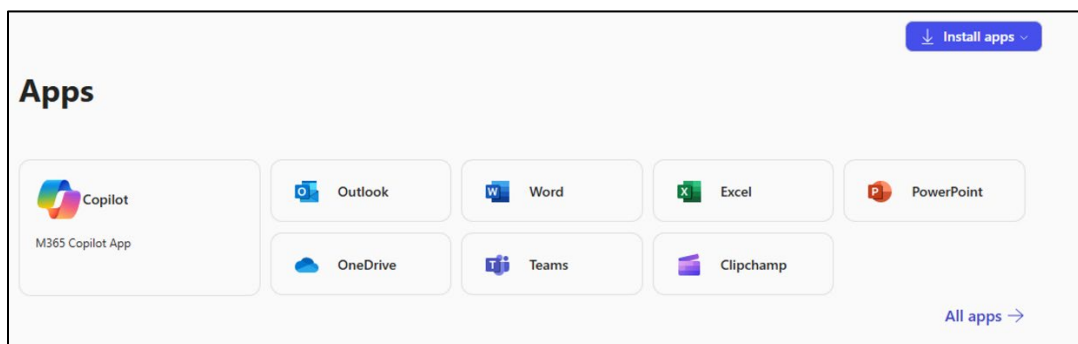 Install apps
Apps
Copilot
M365 Copilot App
Outlook
Word
Excel
PowerPoint
OneDrive
Teams
Clipchamp
All apps